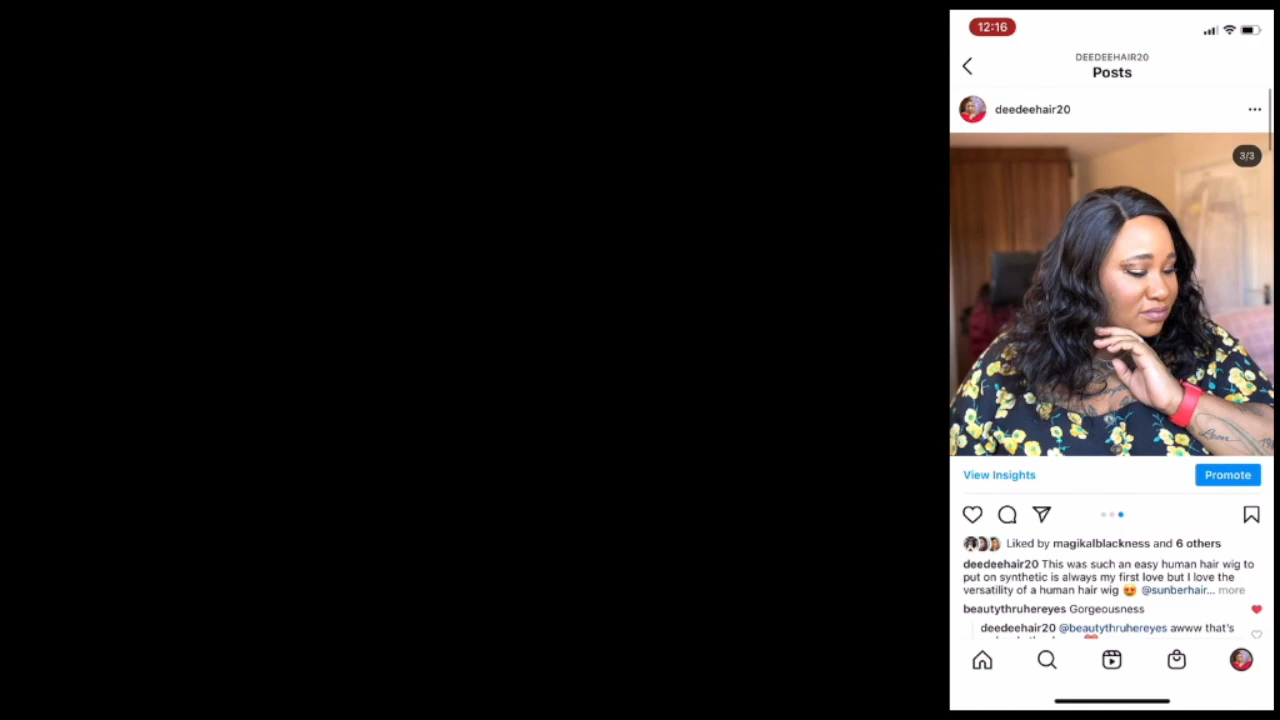 12:16
DEEDEEHAIR20
Posts
deedeehair20
3/3
View Insights
Promote
Liked by magikalblackness and 6 others
deedeehair20 This was such an easy human hair wig to
put on synthetic is always my first love but I love the
versatility of a human hair wig 😍 @sunberhair... more
beautythruhereyes Gorgeousness
deedeehair20 @beautythruhereyes awww that's